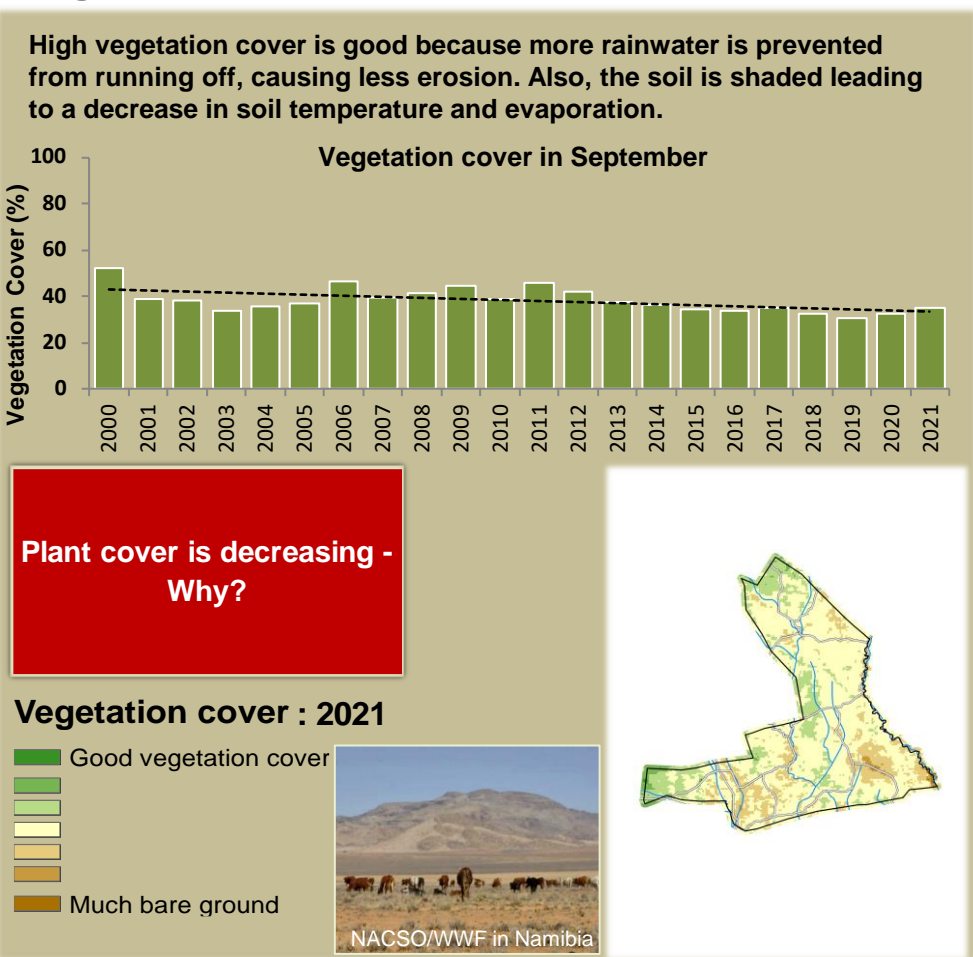 High vegetation cover is good because more rainwater is prevented
from running off, causing less erosion. Also, the soil is shaded leading
to a decrease in soil temperature and evaporation.
Vegetation cover in September
Vegetation Cover (%)
100
80
60
40
20
0
2000 2001 2002 2003 2004 2005 2006 2007 2008 2009 2010 2011 2012 2013 2014 2015 2016 2017 2018 2019 2020 2021
Plant cover is decreasing -
Why?
Vegetation cover : 2021
Good vegetation cover
Much bare ground
NACSO/WWF in Namibia